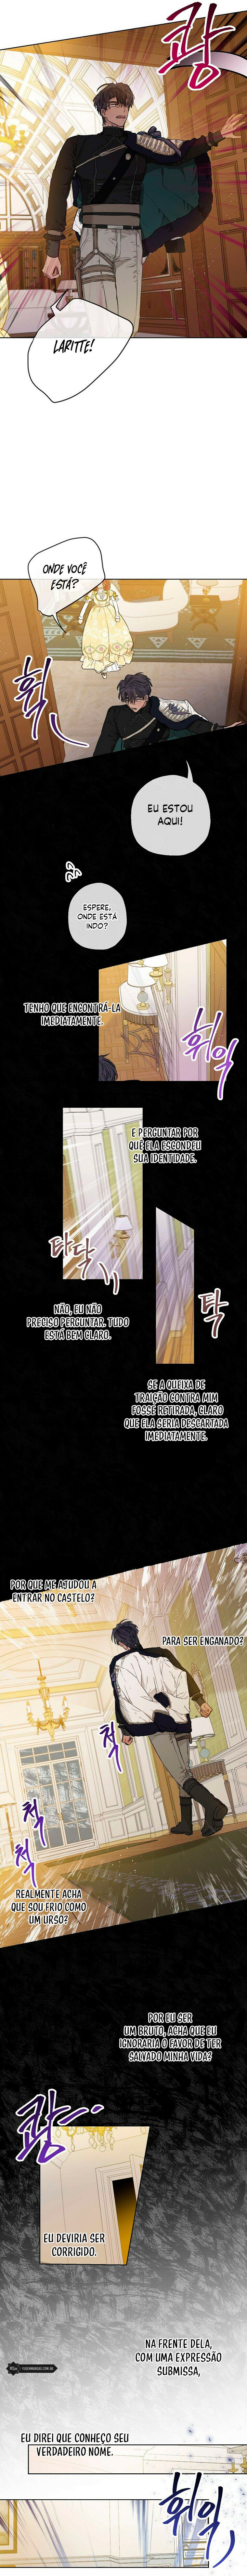 쾅
LARITTE!
ONDE VOCÊ
ESTÁ?
휙
EU ESTOU
AQUI!
ESPERE,
ONDE ESTÁ
INDO?
TENHO QUE ENCONTRÁ-LA
IMEDIATAMENTE.
휘익
E PERGUNTAR POR
QUE ELA ESCONDEU
SUA IDENTIDADE.
타닥
탁
NÃO, EU NÃO
PRECISO PERGUNTAR. TUDO
ESTÁ BEM CLARO.
SE A QUEIXA DE
TRAIÇÃO CONTRA MIM
FOSSE RETIRADA, CLARO
QUE ELA SERIA DESCARTADA
IMEDIATAMENTE.
POR QUE ME AJUDOU A
ENTRAR NO CASTELO?
PARA SER ENGANADO?
척
척
척
REALMENTE ACHA
QUE SOU FRIO COMO
UM URSO?
POR EU SER
UM BRUTO, ACHA QUE EU
IGNORARIA O FAVOR DE TER
SALVADO MINHA VIDA?
쾅
EU DEVIRIA SER
CORRIGIDO.
NA FRENTE DELA,
COM UMA EXPRESSÃO
SUBMISSA,
EU DIREI QUE CONHEÇO SEU
VERDADEIRO NOME.
휘익